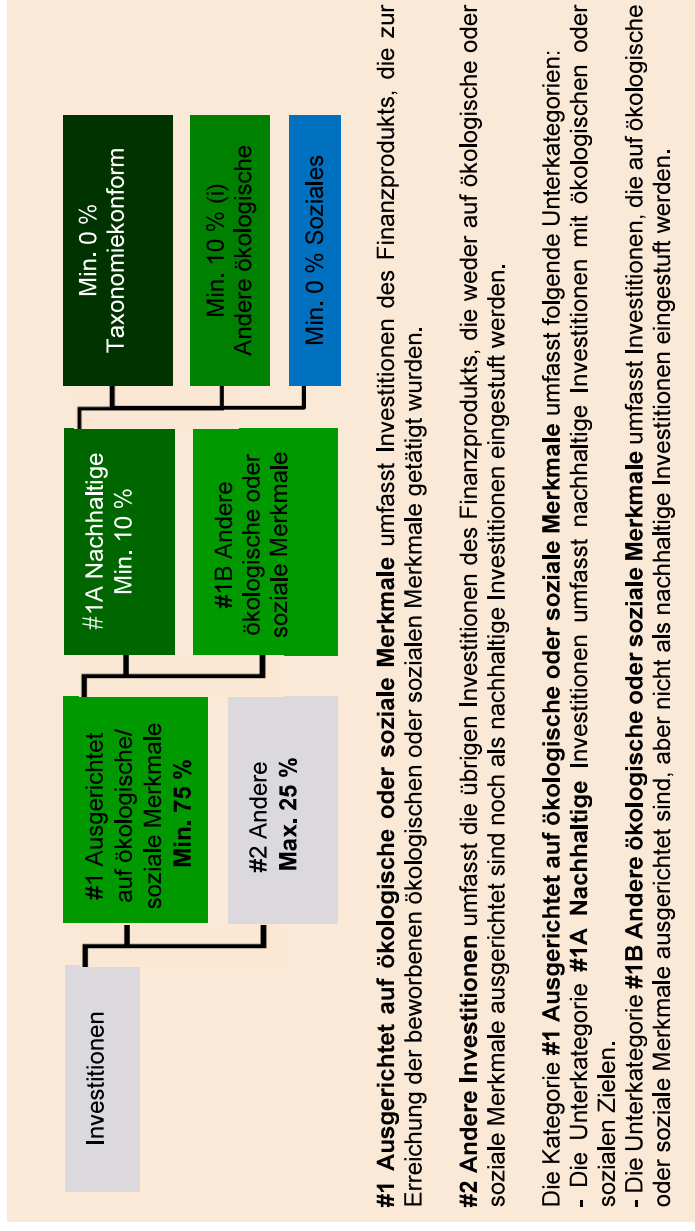 Investitionen
#1 Ausgerichtet
auf ökologische/
soziale Merkmale
Min. 75 %
#2 Andere
Max. 25 %
#1A Nachhaltige
Min. 10 %
#1B Andere
ökologische oder
soziale Merkmale
Min. 0 %
Taxonomiekonform
Min. 10 % (i)
Andere ökologische
Min. 0 % Soziales
#1 Ausgerichtet auf ökologische oder soziale Merkmale umfasst Investitionen des Finanzprodukts, die zur
Erreichung der beworbenen ökologischen oder sozialen Merkmale getätigt wurden.
#2 Andere Investitionen umfasst die übrigen Investitionen des Finanzprodukts, die weder auf ökologische oder
soziale Merkmale ausgerichtet sind noch als nachhaltige Investitionen eingestuft werden.
Die Kategorie #1 Ausgerichtet auf ökologische oder soziale Merkmale umfasst folgende Unterkategorien:
- Die Unterkategorie #1A Nachhaltige Investitionen umfasst nachhaltige Investitionen mit ökologischen oder
sozialen Zielen.
- Die Unterkategorie #1B Andere ökologische oder soziale Merkmale umfasst Investitionen, die auf ökologische
oder soziale Merkmale ausgerichtet sind, aber nicht als nachhaltige Investitionen eingestuft werden.